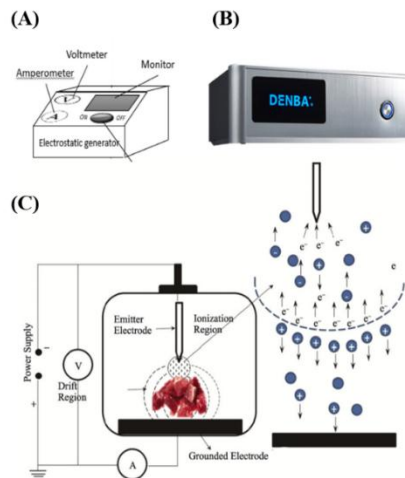 (A)
Voltmeter
Amperometer
Monitor
ON
OFF
Electrostatic generator
(B)
DENBA
(C)
Power Supply
−
+
V
Drift
Region
A
Emitter
Electrode
Ionization
Region
Grounded Electrode
e⁻
e⁻ e⁻
e⁻
e
e⁻ e⁻ e⁻
e⁻ e⁻